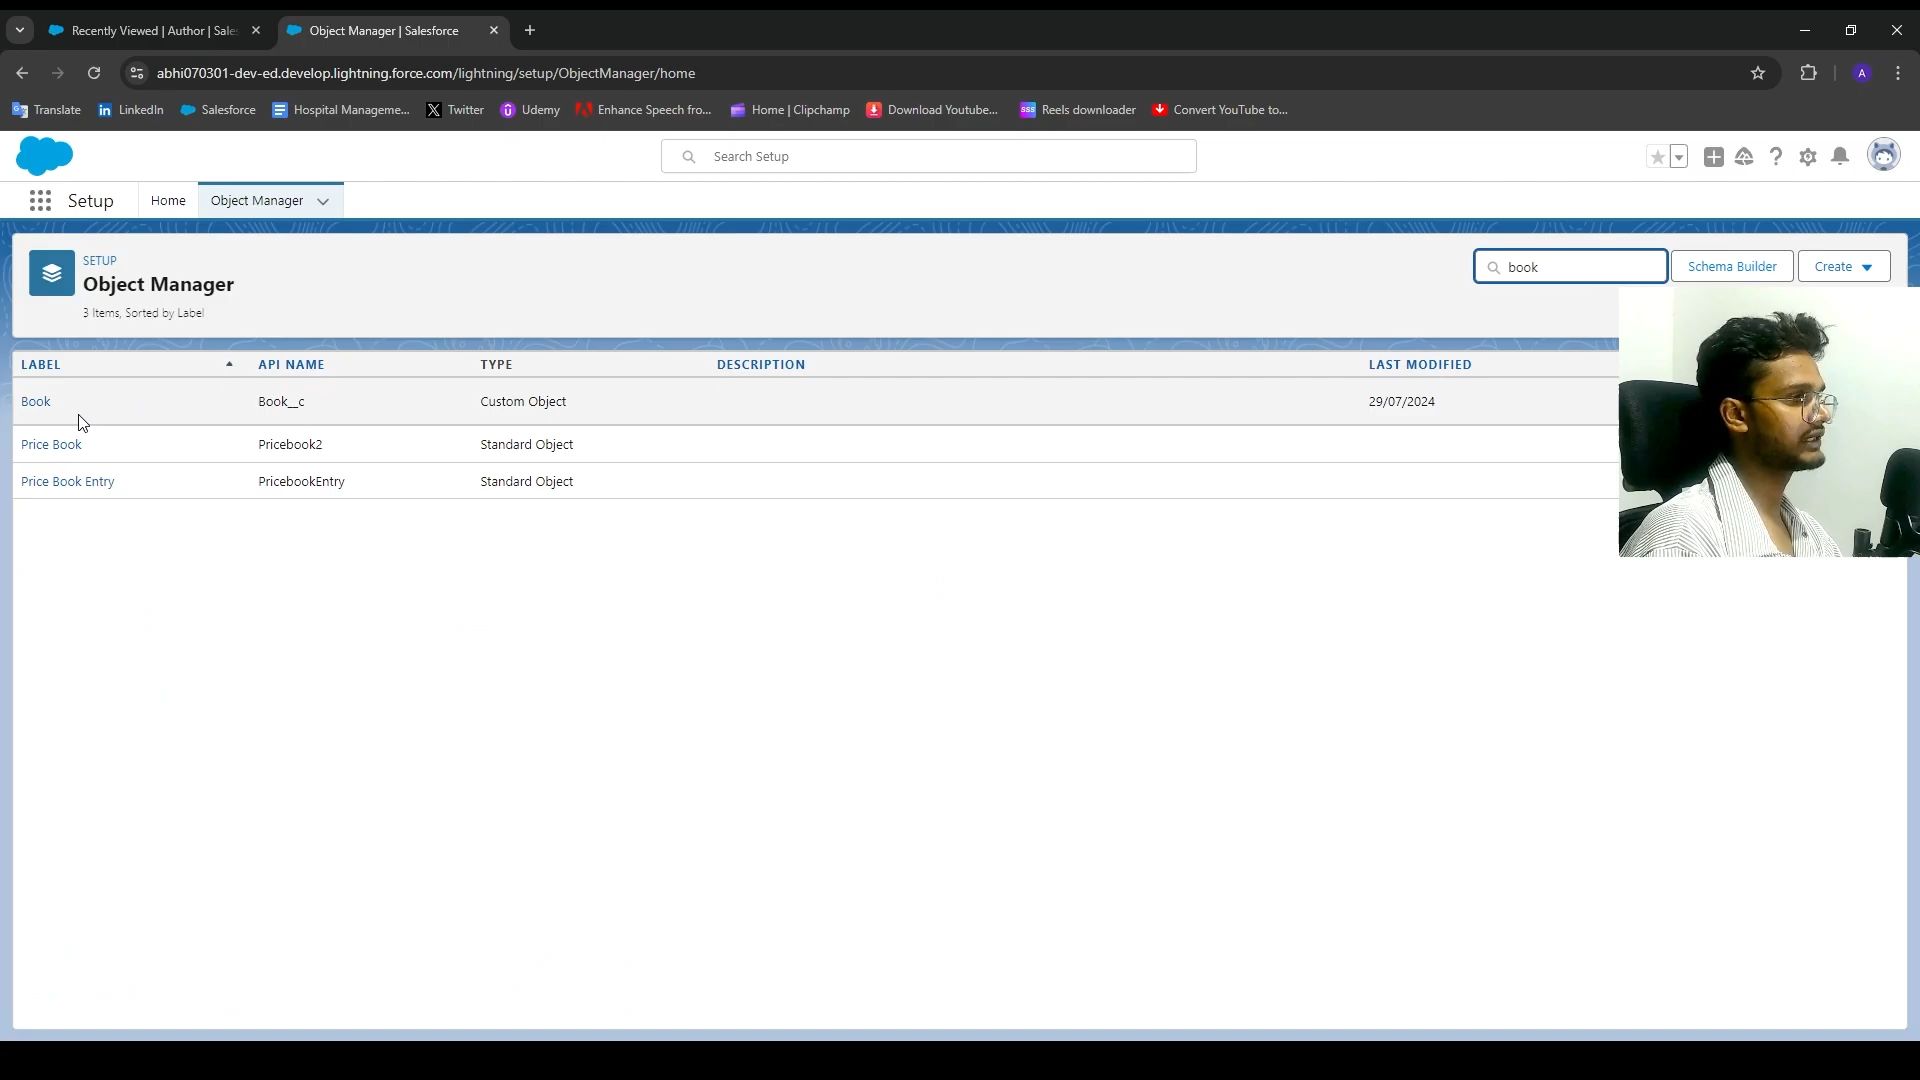 Recently Viewed | Author | Sale
Object Manager | Salesforce
abhi070301-dev-ed.develop.lightning.force.com/lightning/setup/ObjectManager/home
A
Translate
LinkedIn
Salesforce
Hospital Manageme...
Twitter
Udemy
Enhance Speech fro...
Home | Clipchamp
Download Youtube...
sss
Reels downloader
Convert YouTube to...
Search Setup
Setup
Home
Object Manager
SETUP
Object Manager
3 Items, Sorted by Label
book
Schema Builder
Create
LABEL API NAME TYPE DESCRIPTION LAST MODIFIED
Book Book__c Custom Object 29/07/2024
Price Book Pricebook2 Standard Object
Price Book Entry PricebookEntry Standard Object